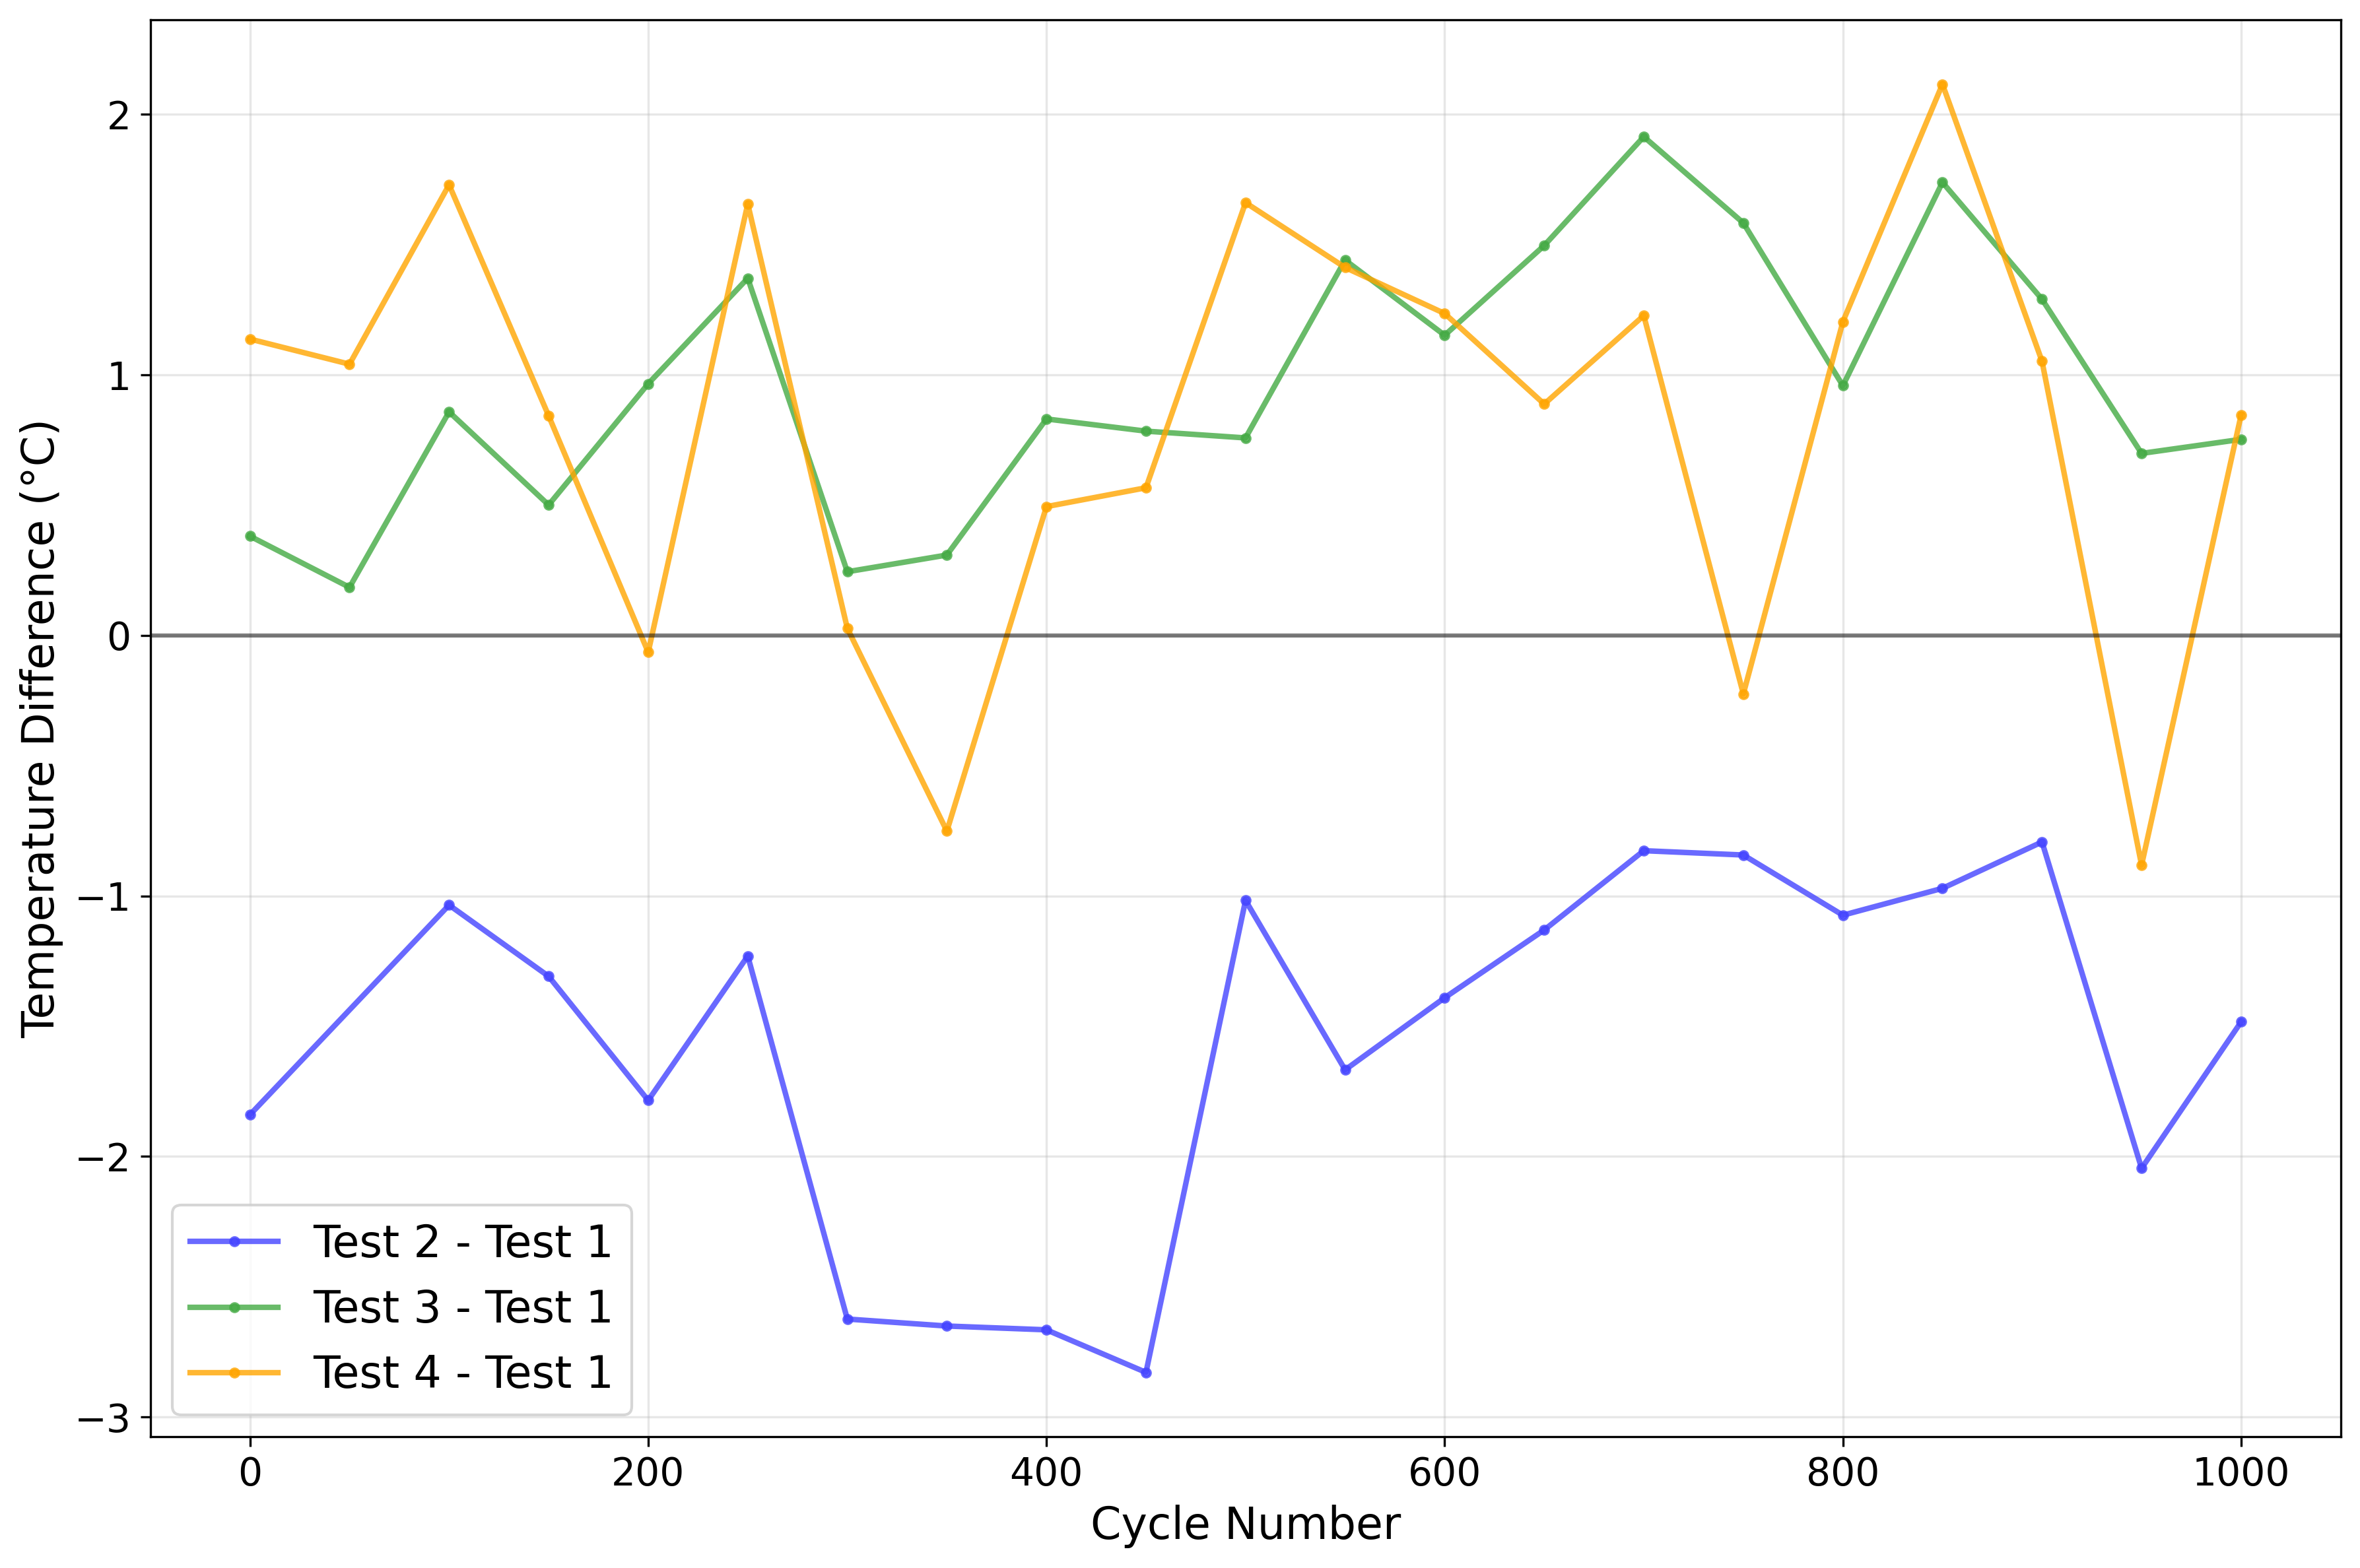 Temperature Difference (°C)
2
1
0
−1
−2
−3
Test 2 - Test 1
Test 3 - Test 1
Test 4 - Test 1
0 200 400 600 800 1000
Cycle Number